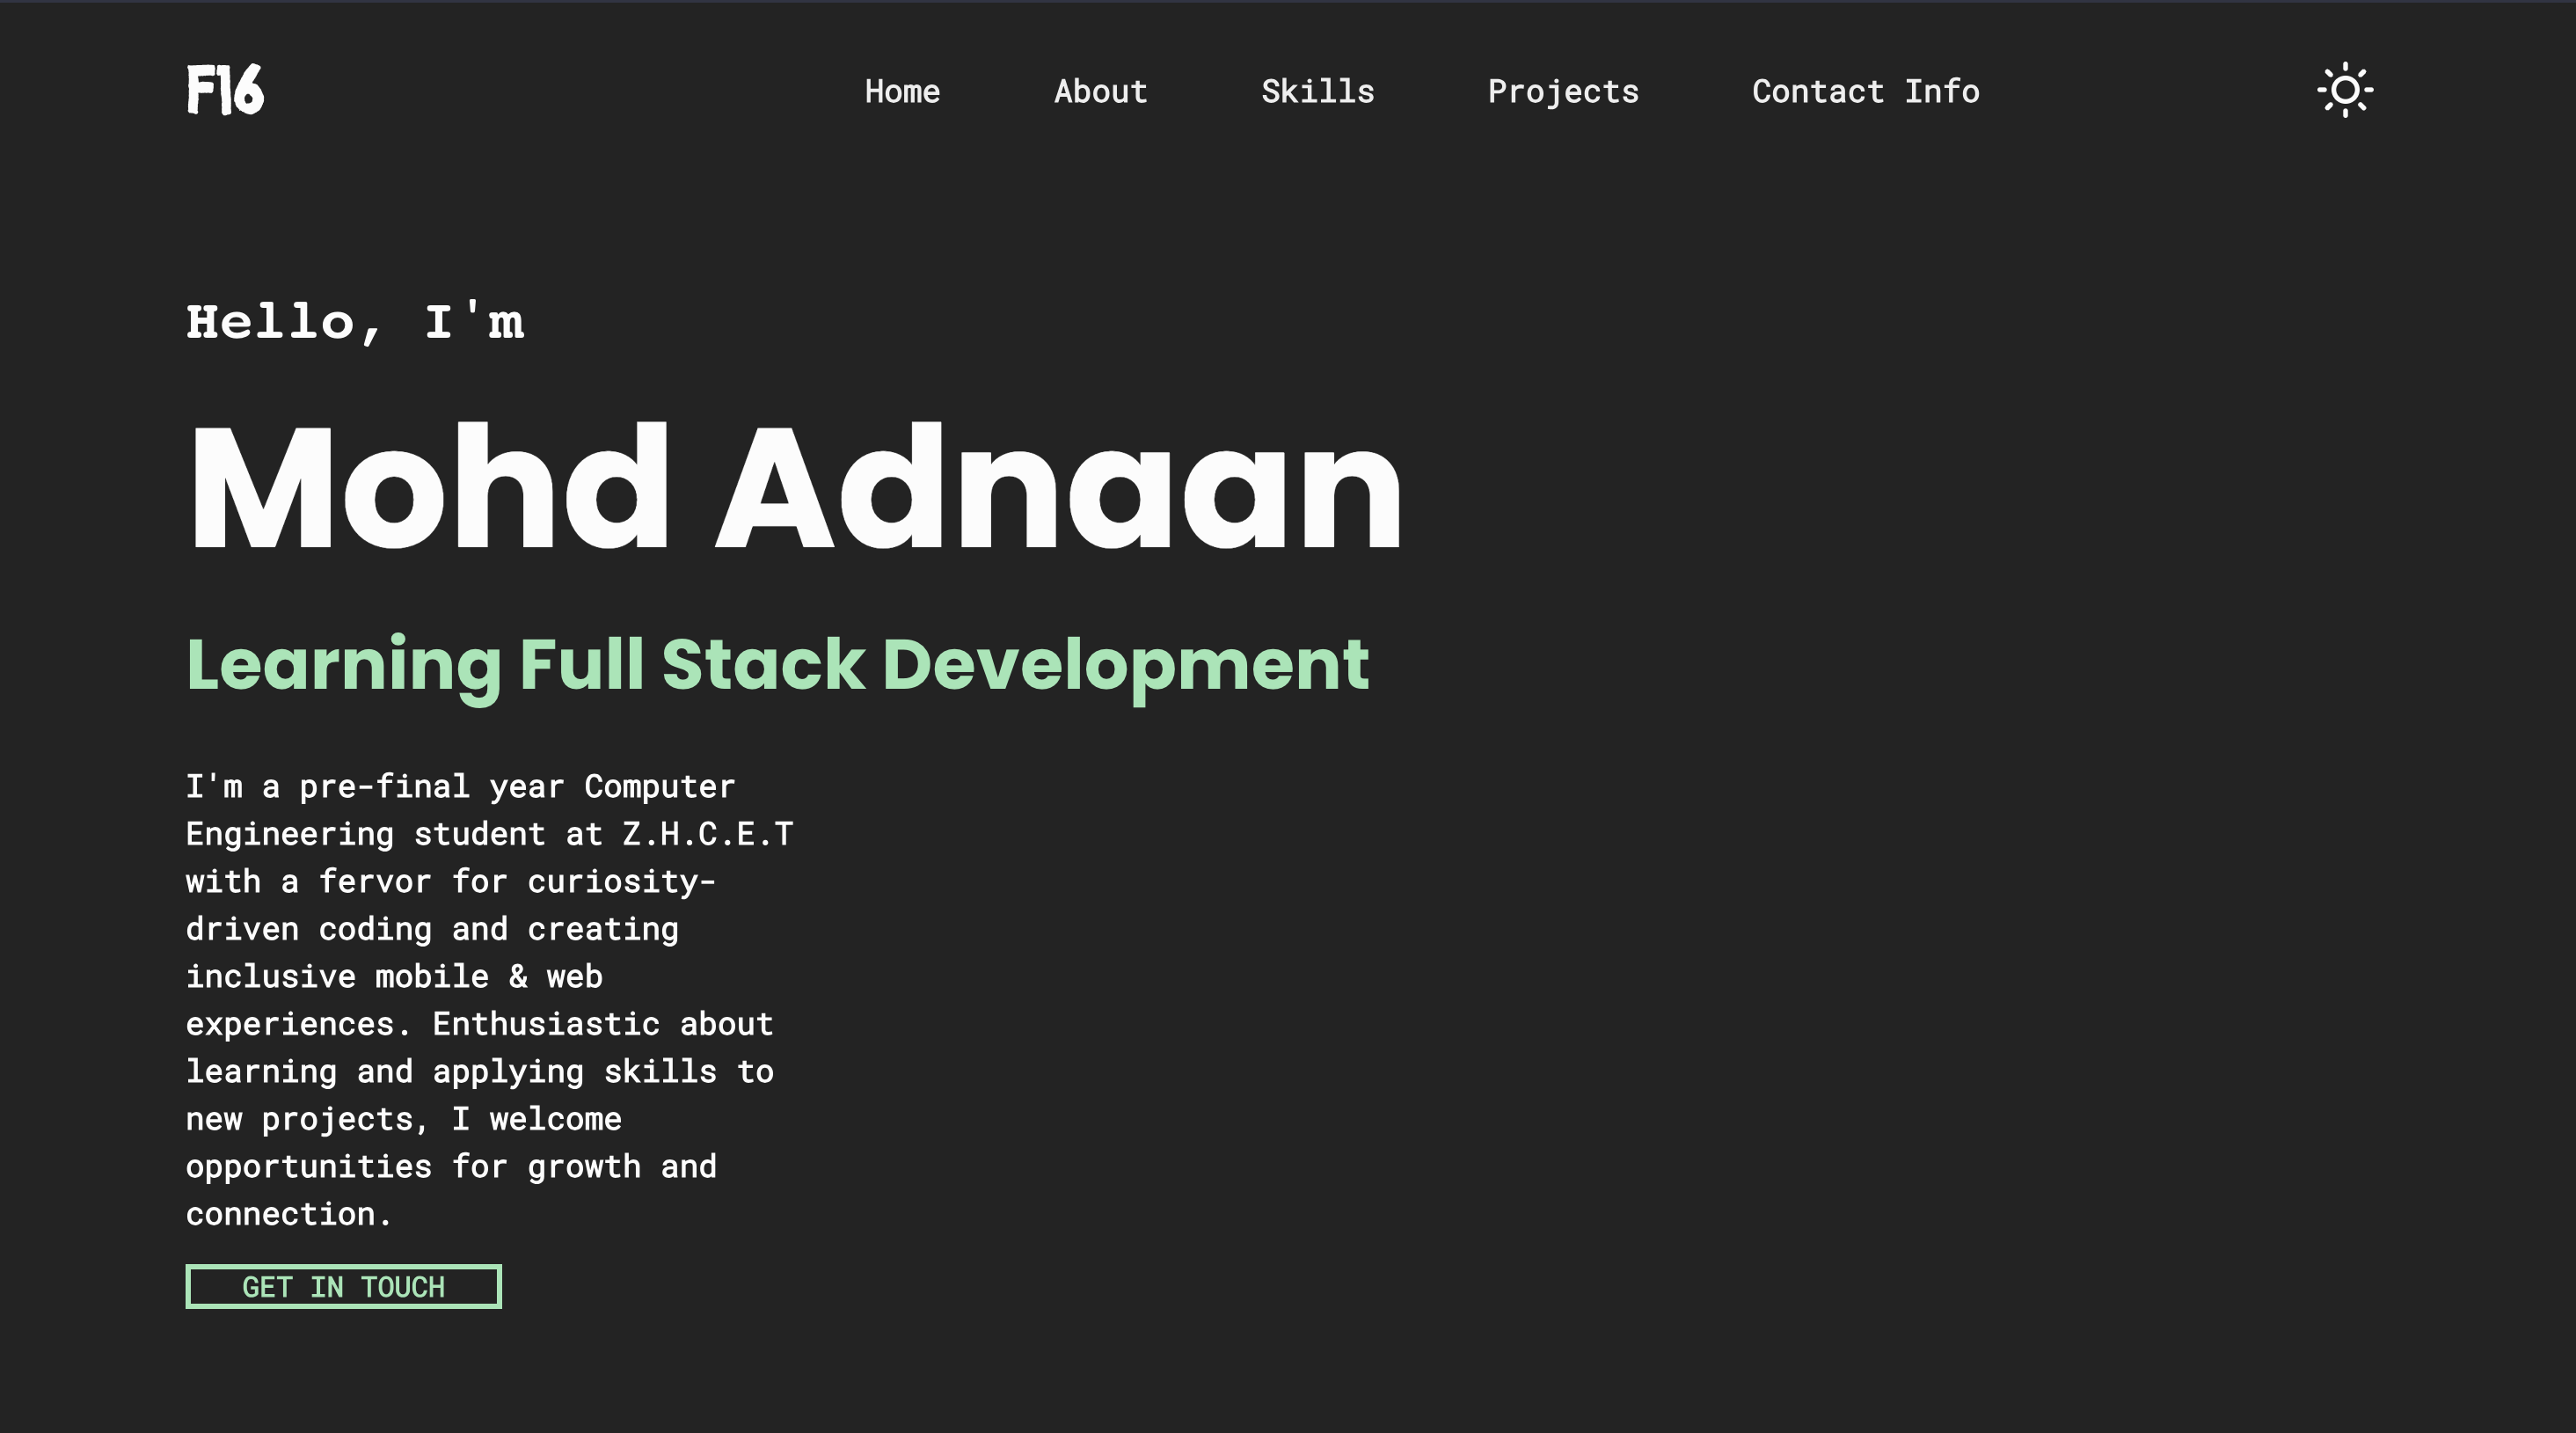 F16
Home About Skills Projects Contact Info
Hello, I'm
Mohd Adnaan
Learning Full Stack Development
I'm a pre-final year Computer
Engineering student at Z.H.C.E.T
with a fervor for curiosity-
driven coding and creating
inclusive mobile & web
experiences. Enthusiastic about
learning and applying skills to
new projects, I welcome
opportunities for growth and
connection.
GET IN TOUCH